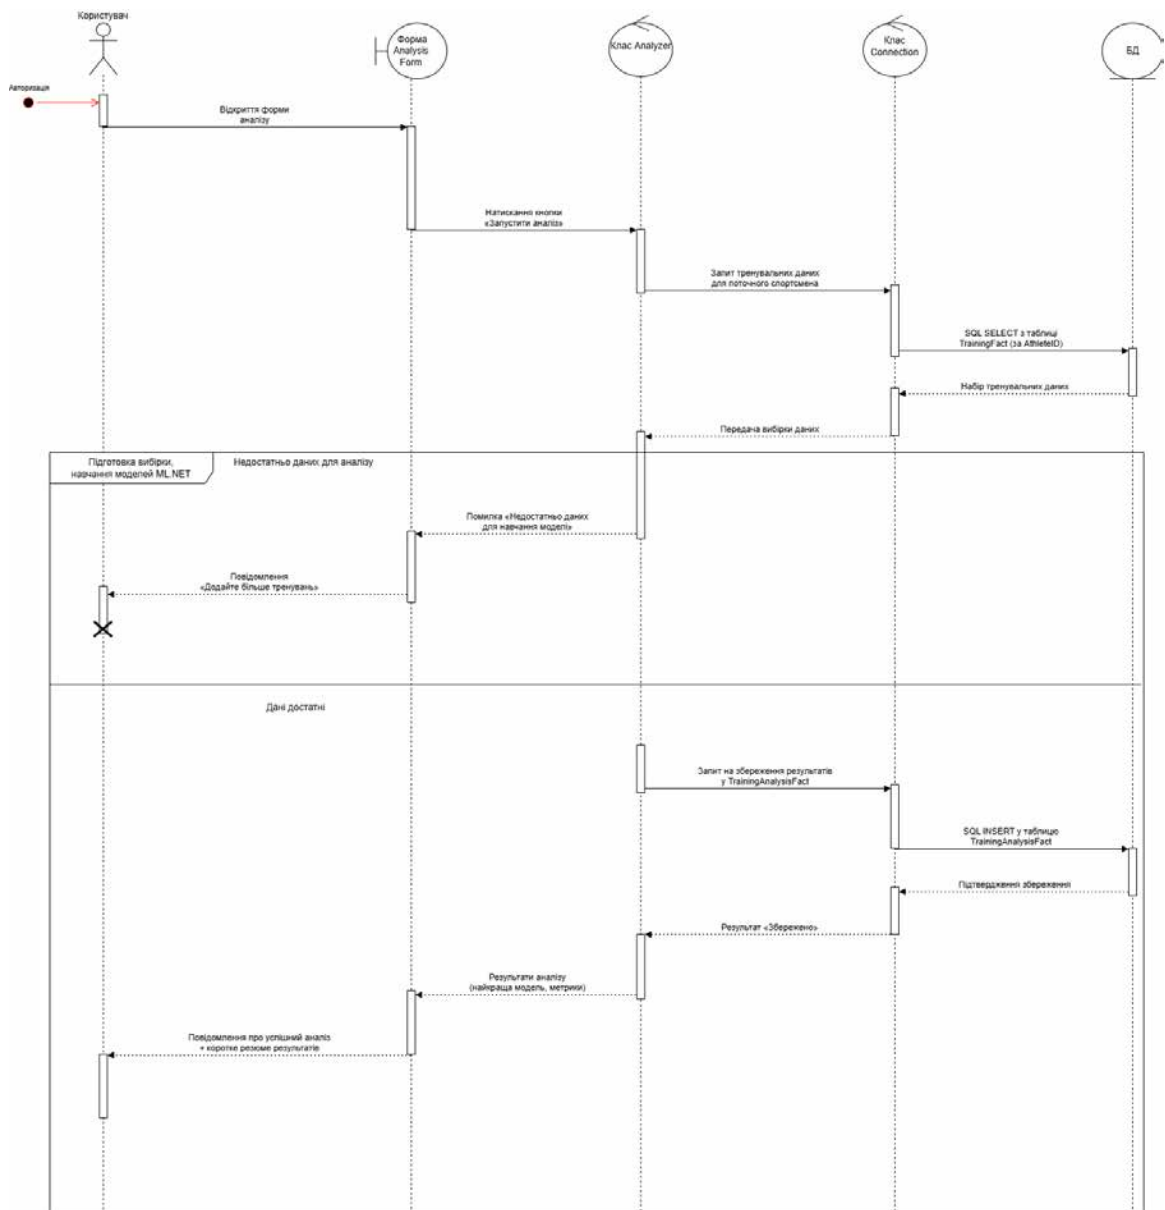 Користувач
Форма
Analysis
Form
Клас Analyzer
Клас
Connection
БД
Авторизація
Відкриття форми
аналізу
Натискання кнопки
«Запустити аналіз»
Запит тренувальних даних
для поточного спортсмена
SQL SELECT з таблиці
TrainingFact (за AthleteID)
Набір тренувальних даних
Передача вибірки даних
Підготовка вибірки,
навчання моделей ML.NET
Недостатньо даних для аналізу
Помилка «Недостатньо даних
для навчання моделі»
Повідомлення
«Додайте більше тренувань»
Дані достатні
Запит на збереження результатів
у TrainingAnalysisFact
SQL INSERT у таблицю
TrainingAnalysisFact
Підтвердження збереження
Результат «Збережено»
Результати аналізу
(найкраща модель, метрики)
Повідомлення про успішний аналіз
+ коротке резюме результатів